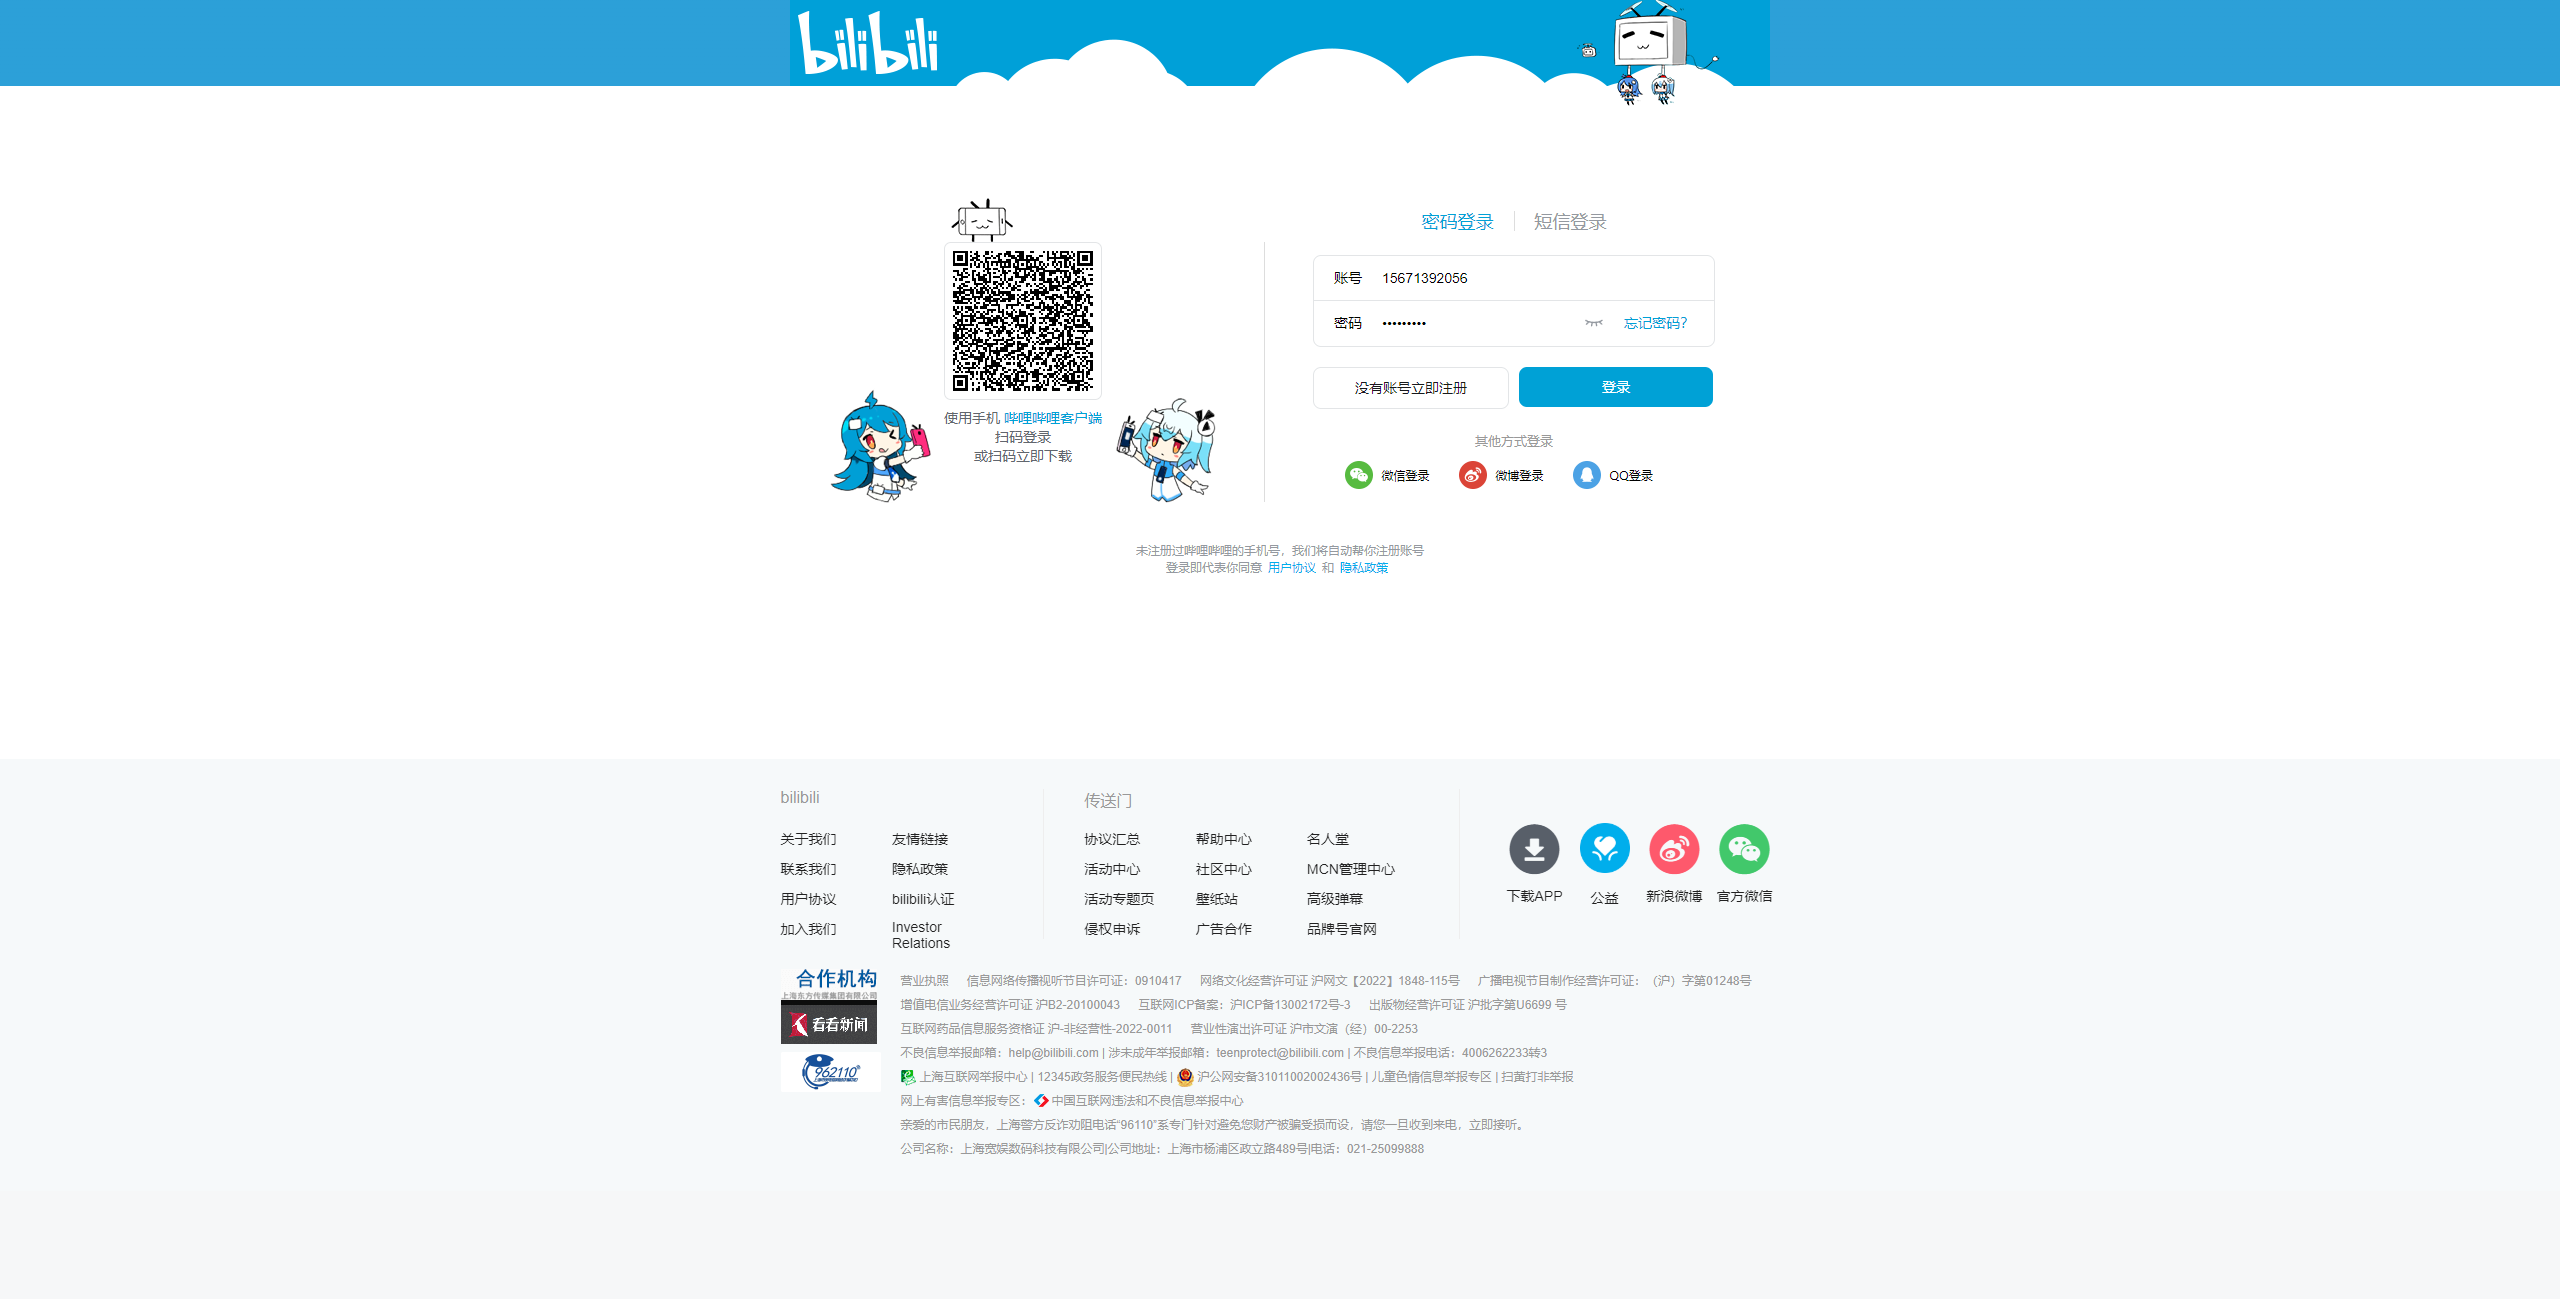 bilibili
密码登录 短信登录
账号 15671392056
密码 ••••••••• 忘记密码?
没有账号立即注册 登录
使用手机 哔哩哔哩客户端
扫码登录
或扫码立即下载
其他方式登录
微信登录 微博登录 QQ登录
未注册过哔哩哔哩的手机号，我们将自动帮你注册账号
登录即代表你同意 用户协议 和 隐私政策
bilibili
关于我们 友情链接
联系我们 隐私政策
用户协议 bilibili认证
加入我们 Investor
Relations
传送门
协议汇总 帮助中心 名人堂
活动中心 社区中心 MCN管理中心
活动专题页 壁纸站 高级弹幕
侵权申诉 广告合作 品牌号官网
下载APP 公益 新浪微博 官方微信
合作机构
上海东方传媒集团有限公司
看看新闻
962110
营业执照 信息网络传播视听节目许可证：0910417 网络文化经营许可证 沪网文【2022】1848-115号 广播电视节目制作经营许可证：（沪）字第01248号
增值电信业务经营许可证 沪B2-20100043 互联网ICP备案：沪ICP备13002172号-3 出版物经营许可证 沪批字第U6699 号
互联网药品信息服务资格证 沪-非经营性-2022-0011 营业性演出许可证 沪市文演（经）00-2253
不良信息举报邮箱：help@bilibili.com | 涉未成年举报邮箱：teenprotect@bilibili.com | 不良信息举报电话：4006262233转3
上海互联网举报中心 | 12345政务服务便民热线 | 沪公网安备31011002002436号 | 儿童色情信息举报专区 | 扫黄打非举报
网上有害信息举报专区： 中国互联网违法和不良信息举报中心
亲爱的市民朋友，上海警方反诈劝阻电话“96110”系专门针对避免您财产被骗受损而设，请您一旦收到来电，立即接听。
公司名称：上海宽娱数码科技有限公司|公司地址：上海市杨浦区政立路489号|电话：021-25099888